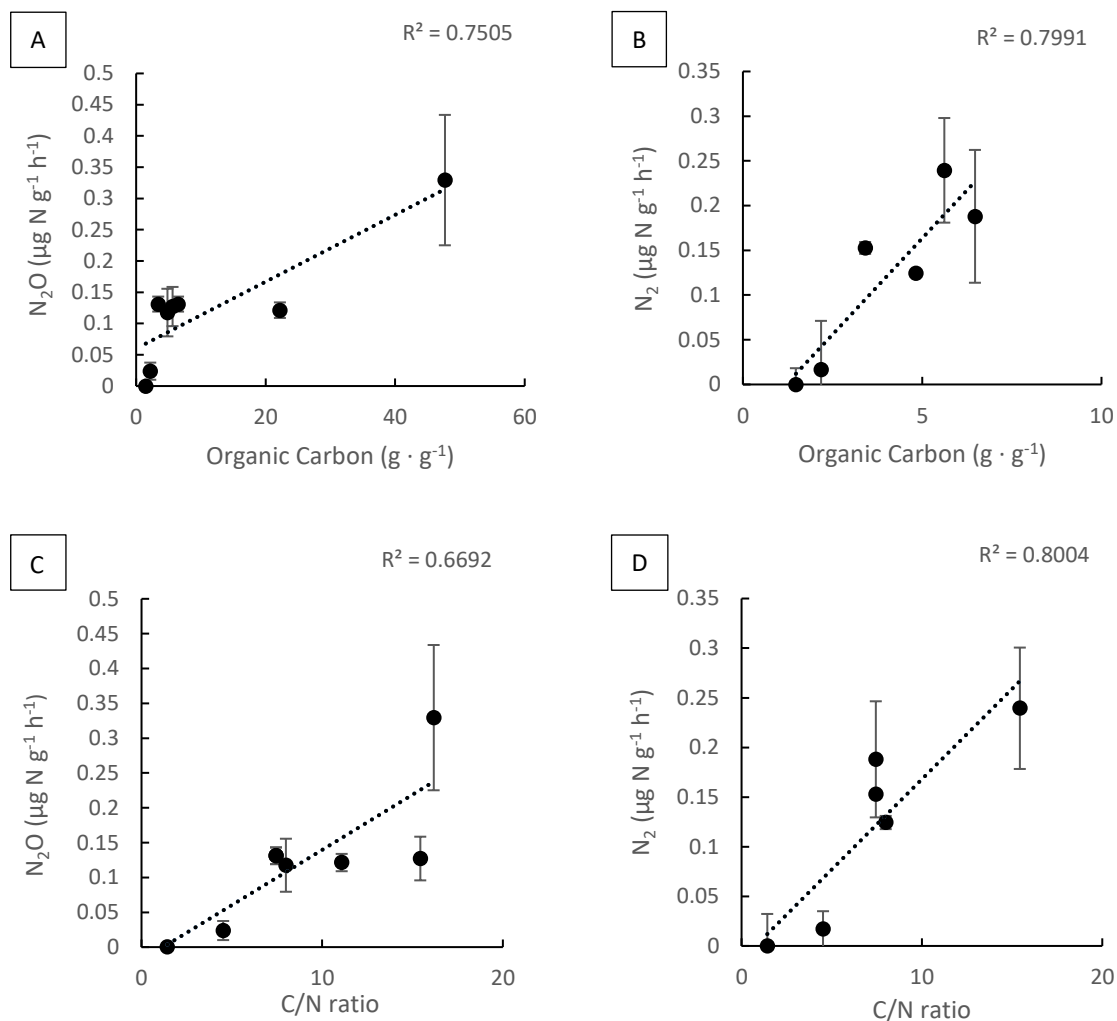 A
R² = 0.7505
0.5
0.45
0.4
0.35
0.3
0.25
0.2
0.15
0.1
0.05
0
N₂O (µg N g⁻¹ h⁻¹)
0 20 40 60
Organic Carbon (g · g⁻¹)
B
R² = 0.7991
0.35
0.3
0.25
0.2
0.15
0.1
0.05
0
N₂ (µg N g⁻¹ h⁻¹)
0 5 10
Organic Carbon (g · g⁻¹)
C
R² = 0.6692
0.5
0.45
0.4
0.35
0.3
0.25
0.2
0.15
0.1
0.05
0
N₂O (µg N g⁻¹ h⁻¹)
0 10 20
C/N ratio
D
R² = 0.8004
0.35
0.3
0.25
0.2
0.15
0.1
0.05
0
N₂ (µg N g⁻¹ h⁻¹)
0 10 20
C/N ratio